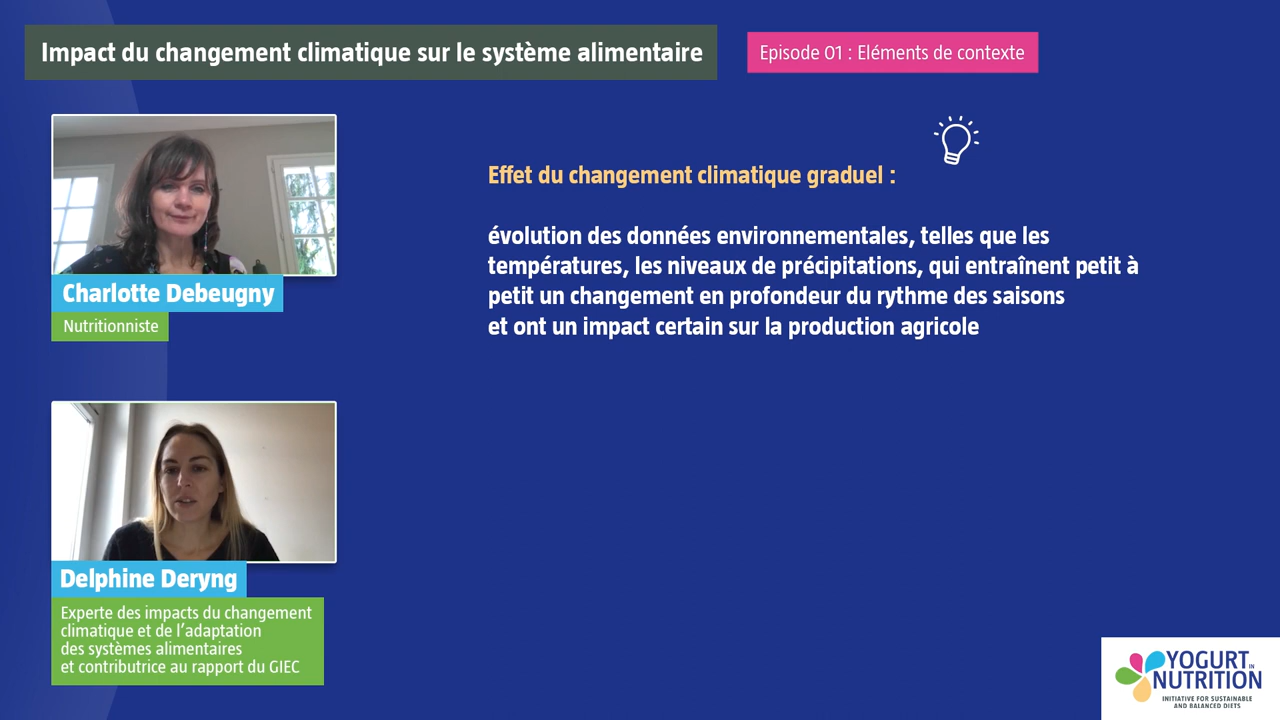 Impact du changement climatique sur le système alimentaire
Episode 01 : Eléments de contexte
Charlotte Debeugny
Nutritionniste
Effet du changement climatique graduel :
évolution des données environnementales, telles que les
températures, les niveaux de précipitations, qui entraînent petit à
petit un changement en profondeur du rythme des saisons
et ont un impact certain sur la production agricole
Delphine Deryng
Experte des impacts du changement
climatique et de l’adaptation
des systèmes alimentaires
et contributrice au rapport du GIEC
YOGURT IN
NUTRITION
INITIATIVE FOR SUSTAINABLE
AND BALANCED DIETS